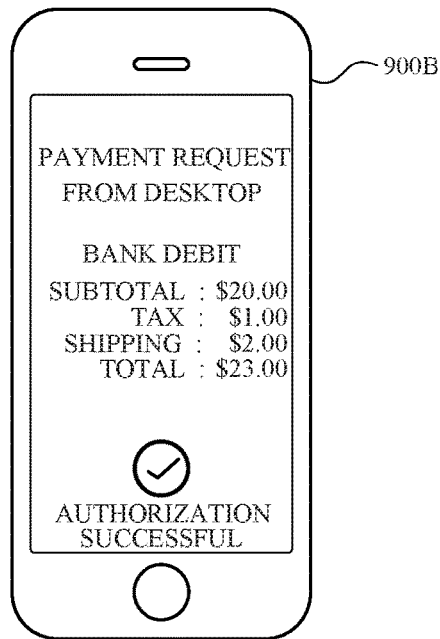 900B
PAYMENT REQUEST
FROM DESKTOP
BANK DEBIT
SUBTOTAL : $20.00
TAX : $1.00
SHIPPING : $2.00
TOTAL : $23.00
AUTHORIZATION
SUCCESSFUL